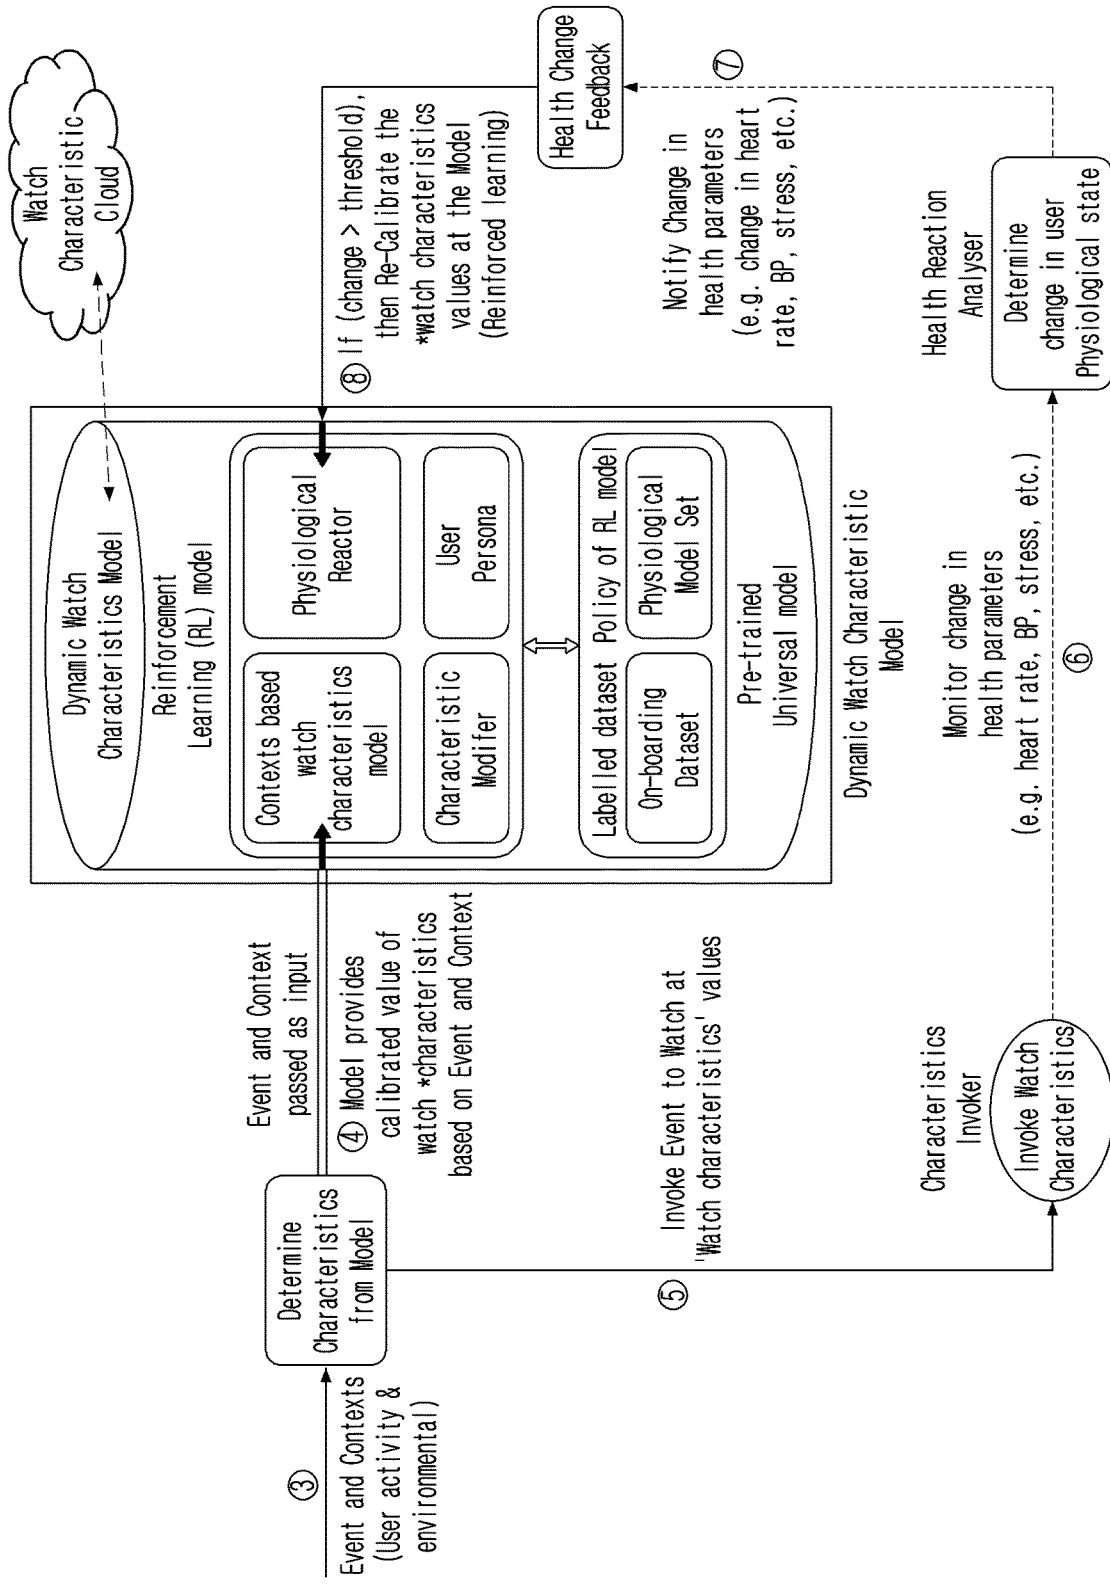 ③
Event and Contexts
(User activity &
environmental)
Determine
Characteristics
from Model
Event and Context
passed as input
④ Model provides
calibrated value of
watch *characteristics
based on Event and Context
⑤
Invoke Event to Watch at
'Watch characteristics' values
Characteristics
Invoker
Invoke Watch
Characteristics
Dynamic Watch
Characteristics Model
Reinforcement
Learning (RL) model
Contexts based
watch
characteristics
model
Physiological
Reactor
Characteristic
Modifer
User
Persona
Labelled dataset Policy of RL model
On-boarding
Dataset
Physiological
Model Set
Pre-trained
Universal model
Dynamic Watch Characteristic
Model
Watch
Characteristic
Cloud
Monitor change in
health parameters
(e.g. heart rate, BP, stress, etc.)
⑥
Health Reaction
Analyser
Determine
change in user
Physiological state
Notify Change in
health parameters
(e.g. change in heart
rate, BP, stress, etc.)
⑦
Health Change
Feedback
⑧ If (change > threshold),
then Re-Calibrate the
*watch characteristics
values at the Model
(Reinforced learning)